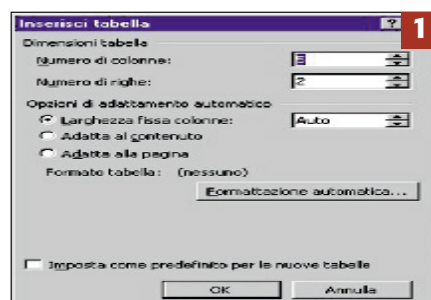 Inserisci tabella ?
1
Dimensioni tabella
Numero di colonne:
Numero di righe: 2
Opzioni di adattamento automatico
Larghezza fissa colonne: Auto
Adatta al contenuto
Adatta alla pagina
Formato tabella: (nessuno)
Formattazione automatica...
Imposta come predefinito per le nuove tabelle
OK Annulla